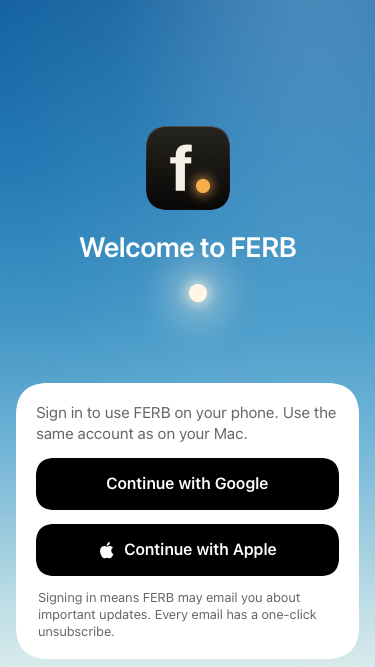 f.
Welcome to FERB
Sign in to use FERB on your phone. Use the
same account as on your Mac.
Continue with Google
Continue with Apple
Signing in means FERB may email you about
important updates. Every email has a one-click
unsubscribe.